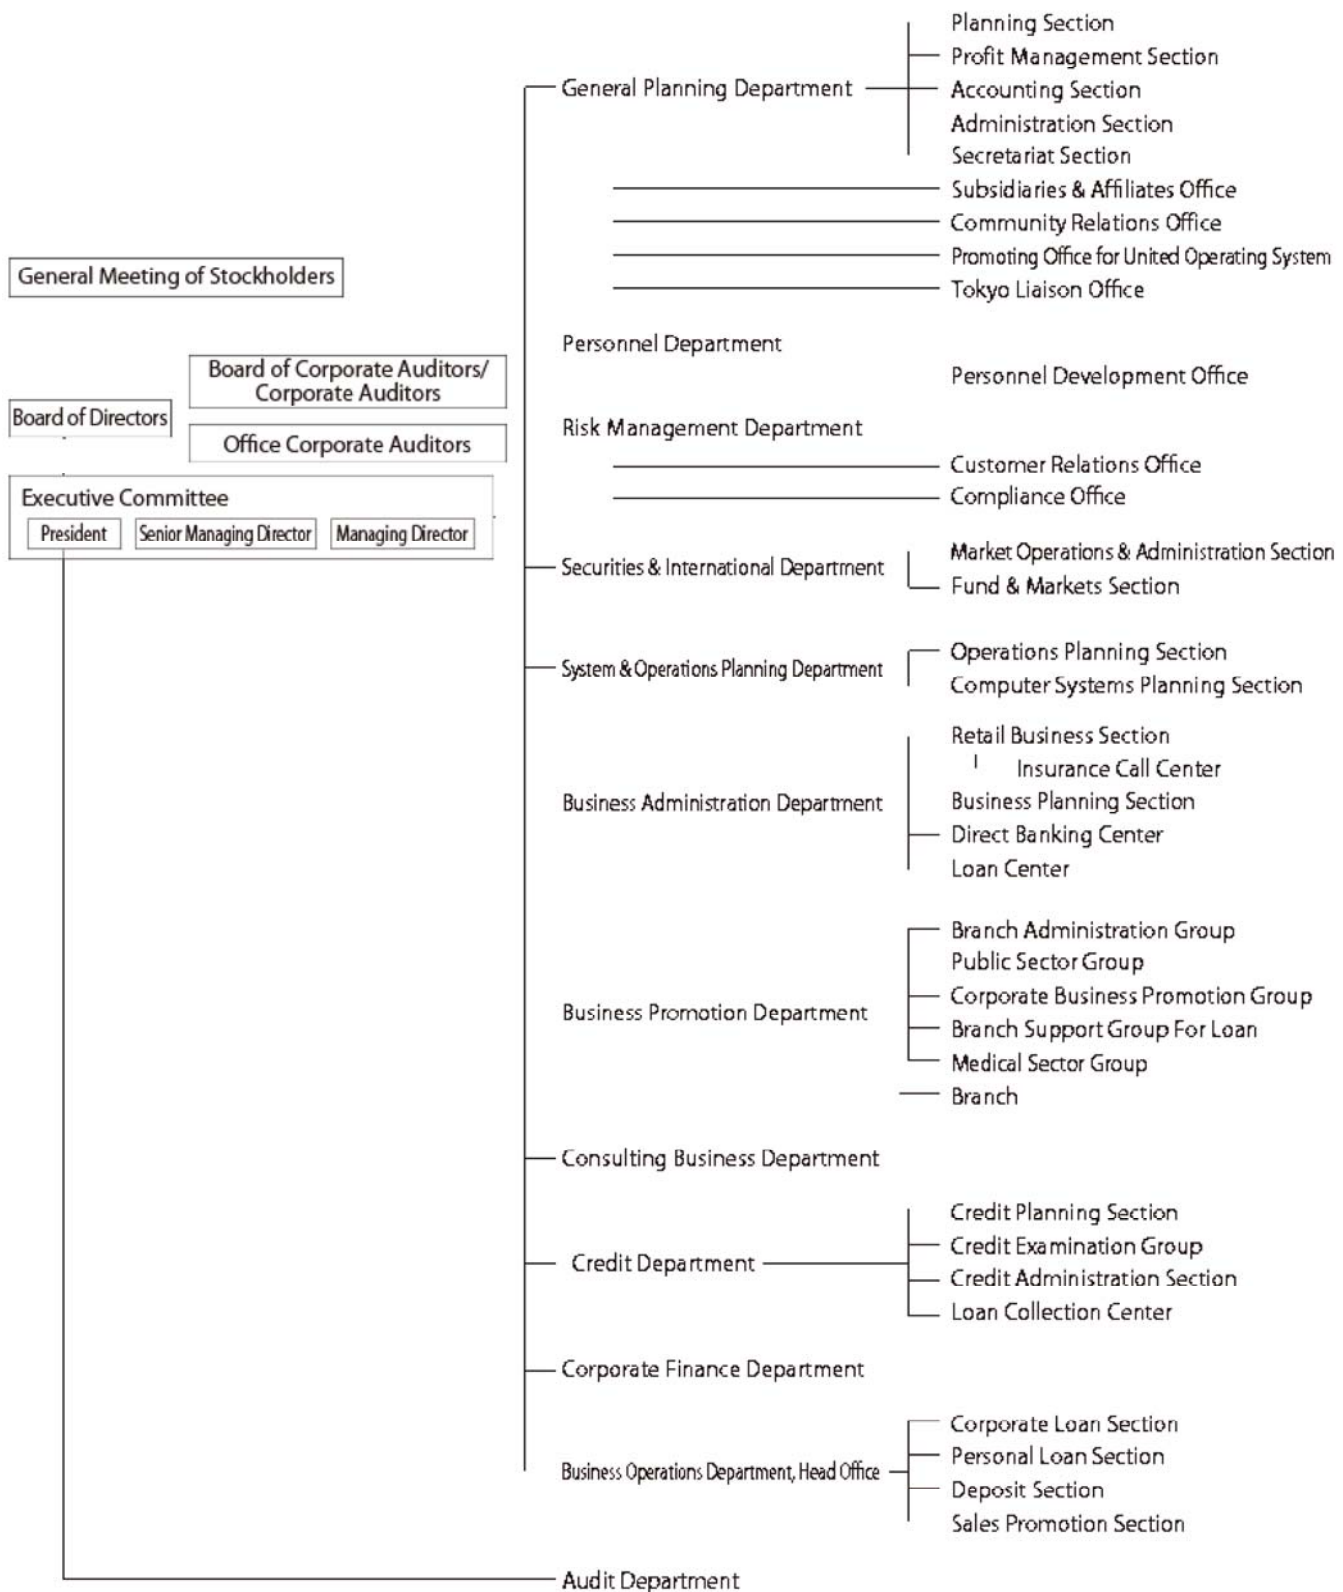 General Meeting of Stockholders
Board of Directors
Board of Corporate Auditors/
Corporate Auditors
Office Corporate Auditors
Executive Committee
President
Senior Managing Director
Managing Director
General Planning Department
Planning Section
Profit Management Section
Accounting Section
Administration Section
Secretariat Section
Subsidiaries & Affiliates Office
Community Relations Office
Promoting Office for United Operating System
Tokyo Liaison Office
Personnel Department
Personnel Development Office
Risk Management Department
Customer Relations Office
Compliance Office
Securities & International Department
Market Operations & Administration Section
Fund & Markets Section
System & Operations Planning Department
Operations Planning Section
Computer Systems Planning Section
Business Administration Department
Retail Business Section
Insurance Call Center
Business Planning Section
Direct Banking Center
Loan Center
Business Promotion Department
Branch Administration Group
Public Sector Group
Corporate Business Promotion Group
Branch Support Group For Loan
Medical Sector Group
Branch
Consulting Business Department
Credit Department
Credit Planning Section
Credit Examination Group
Credit Administration Section
Loan Collection Center
Corporate Finance Department
Business Operations Department, Head Office
Corporate Loan Section
Personal Loan Section
Deposit Section
Sales Promotion Section
Audit Department